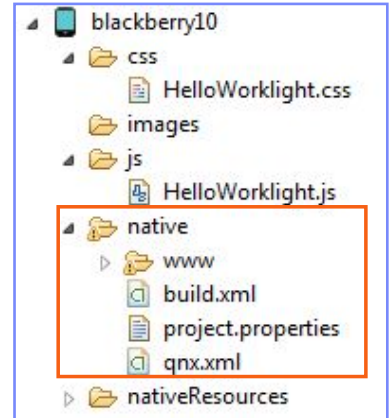 blackberry10
css
HelloWorklight.css
images
js
HelloWorklight.js
native
www
build.xml
project.properties
qnx.xml
nativeResources